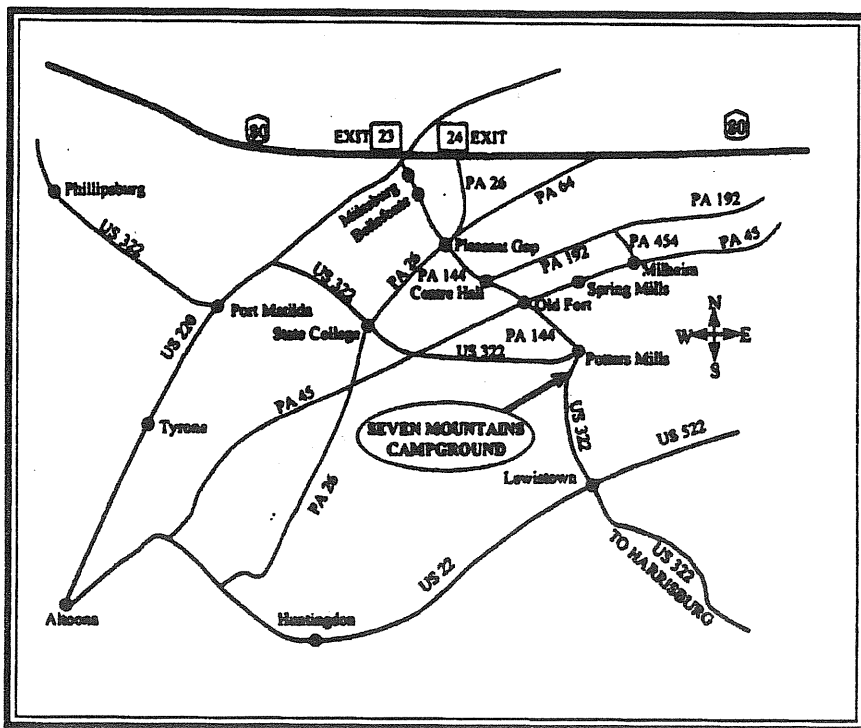 80
EXIT 23
24 EXIT
80
Phillipsburg
Milesburg
Bellefonte
PA 26
PA 64
PA 192
US 322
Pleasant Gap
PA 454
PA 45
PA 26
PA 144
PA 192
Milheim
Centre Hall
Spring Mills
US 322
Port Matilda
Old Fort
State College
PA 144
N
W E
S
US 220
US 322
Potters Mills
PA 45
Tyrone
SEVEN MOUNTAINS
CAMPGROUND
US 322
US 522
PA 26
Lewistown
US 22
US 322
TO HARRISBURG
Altoona
Huntingdon